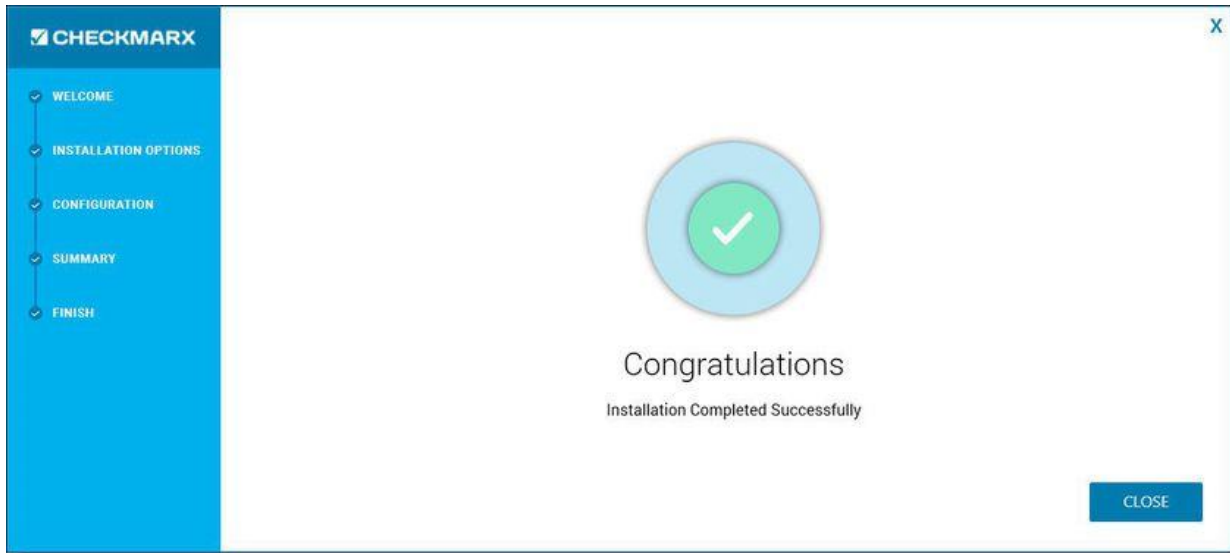 CHECKMARX
X
WELCOME
INSTALLATION OPTIONS
CONFIGURATION
SUMMARY
FINISH
Congratulations
Installation Completed Successfully
CLOSE